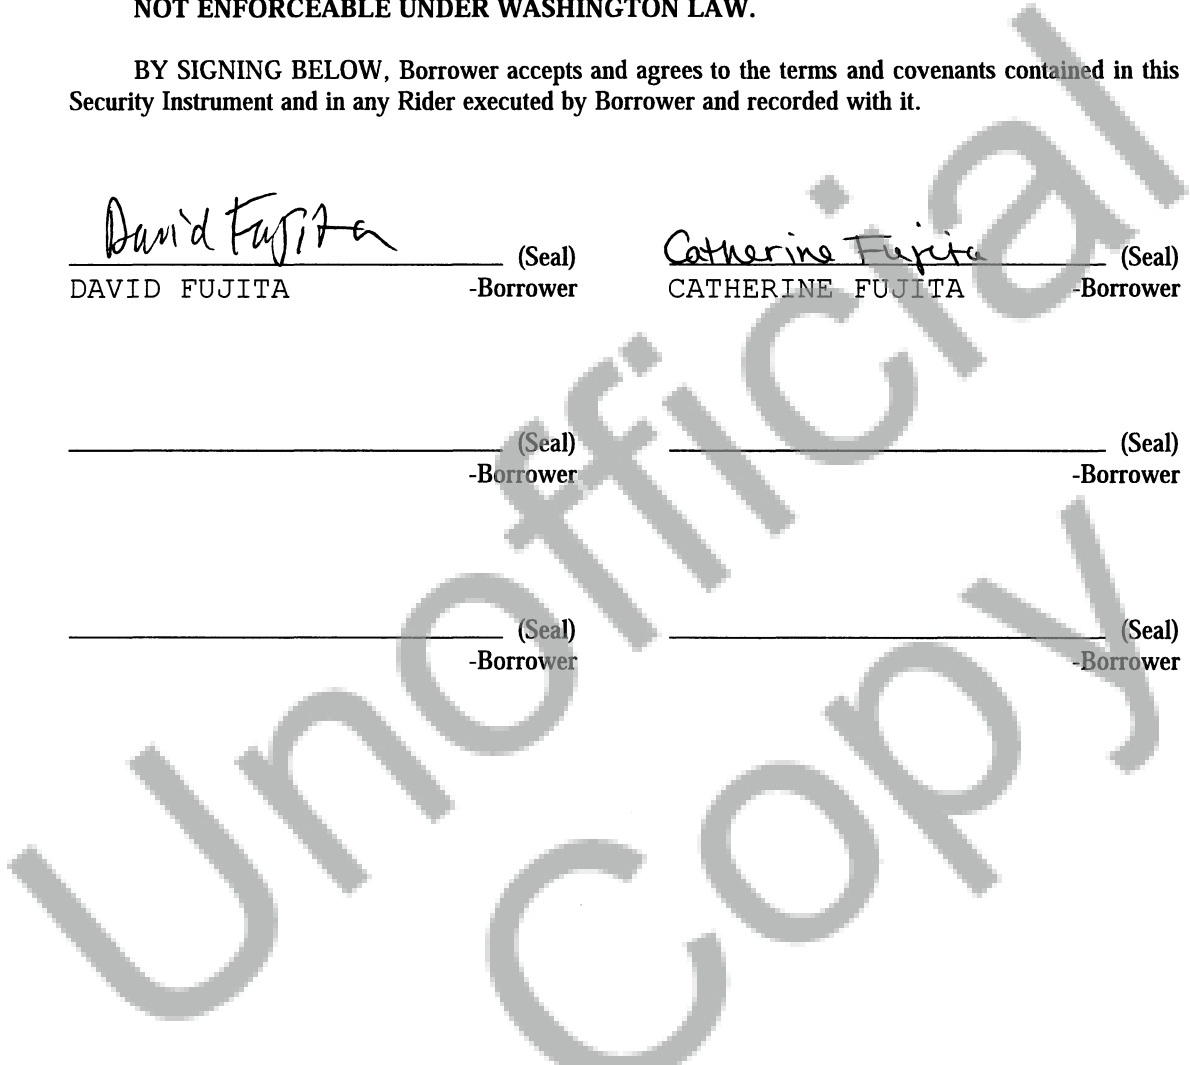 NOT ENFORCEABLE UNDER WASHINGTON LAW.
BY SIGNING BELOW, Borrower accepts and agrees to the terms and covenants contained in this
Security Instrument and in any Rider executed by Borrower and recorded with it.
David Fujita (Seal) Catherine Fujita (Seal)
DAVID FUJITA -Borrower CATHERINE FUJITA -Borrower
(Seal) (Seal)
-Borrower -Borrower
(Seal) (Seal)
-Borrower -Borrower
Unofficial
Copy